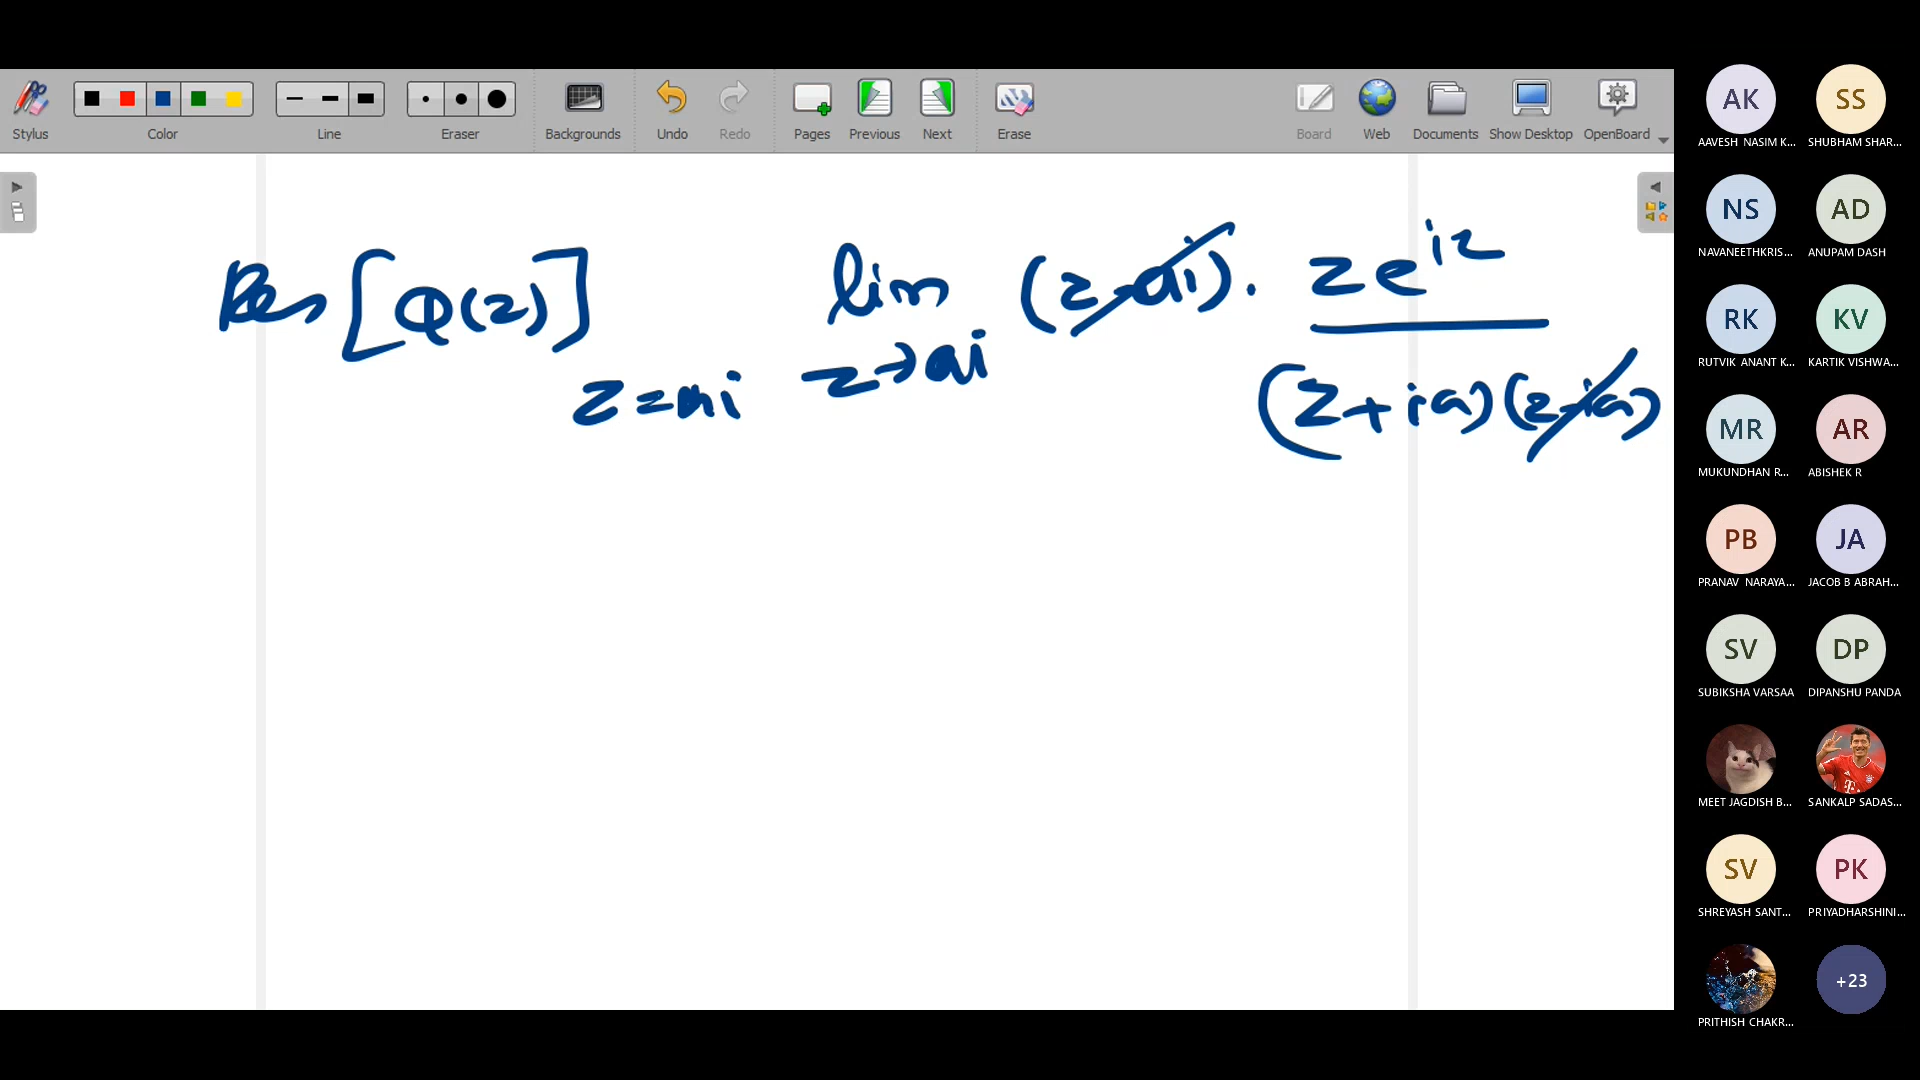 Stylus Color Line Eraser Backgrounds Undo Redo Pages Previous Next Erase Board Web Documents Show Desktop OpenBoard
Res [Q(z)] lim (z-ai). ze^{iz}
z=ai z→ai (z+ia)(z-ia)
AK SS
AAVESH NASIM K... SHUBHAM SHAR...
NS AD
NAVANEETHKRIS... ANUPAM DASH
RK KV
RUTVIK ANANT K... KARTIK VISHWA...
MR AR
MUKUNDHAN R... ABISHEK R
PB JA
PRANAV NARAYA... JACOB B ABRAH...
SV DP
SUBIKSHA VARSAA DIPANSHU PANDA
MEET JAGDISH B... SANKALP SADAS...
SV PK
SHREYASH SANT... PRIYADHARSHINI...
+23
PRITHISH CHAKR...